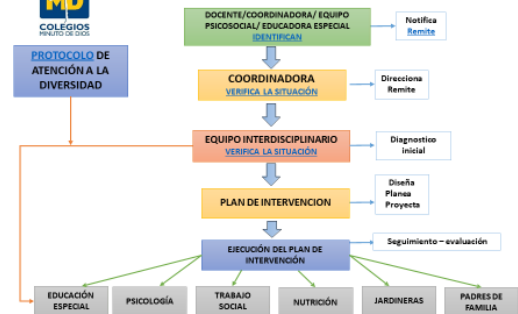 MD
COLEGIOS
MINUTO DE DIOS
PROTOCOLO DE
ATENCIÓN A LA
DIVERSIDAD
DOCENTE/COORDINADORA/ EQUIPO
PSICOSOCIAL/ EDUCADORA ESPECIAL
IDENTIFICAN
Notifica
Remite
COORDINADORA
VERIFICA LA SITUACIÓN
Direcciona
Remite
EQUIPO INTERDISCIPLINARIO
VERIFICA LA SITUACIÓN
Diagnostico
inicial
PLAN DE INTERVENCION
Diseña
Planea
Proyecta
EJECUCIÓN DEL PLAN DE
INTERVENCIÓN
Seguimiento – evaluación
EDUCACIÓN
ESPECIAL
PSICOLOGÍA
TRABAJO
SOCIAL
NUTRICIÓN
JARDINERAS
PADRES DE
FAMILIA